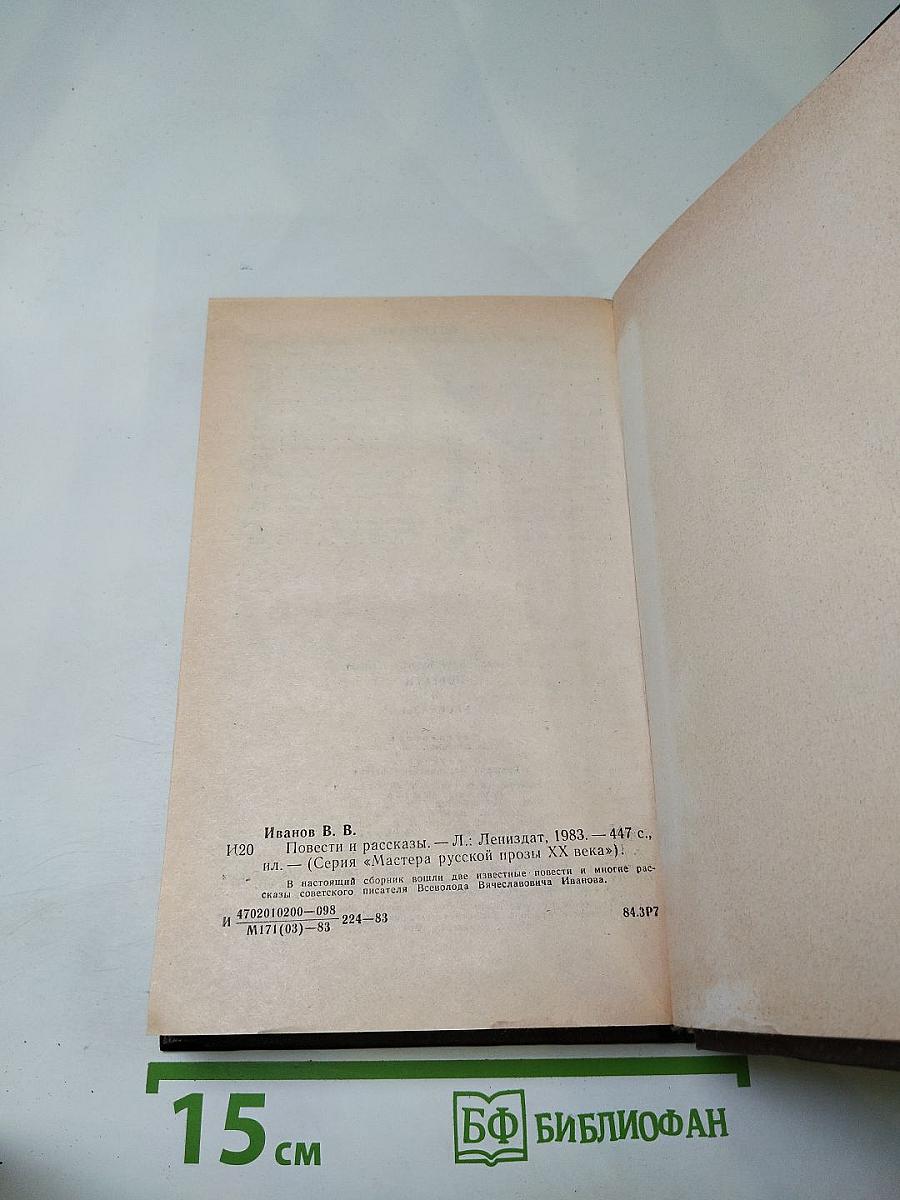 Иванов В. В.
И20 Повести и рассказы. — Л.: Лениздат, 1983. — 447 с.,
ил. — (Серия «Мастера русской прозы XX века»).
В настоящий сборник вошли две известные повести и многие рас-
сказы советского писателя Всеволода Вячеславовича Иванова.
И 4702010200—098 224—83 84.3Р7
М171(03)—83
15 см БФ БИБЛИОФАН